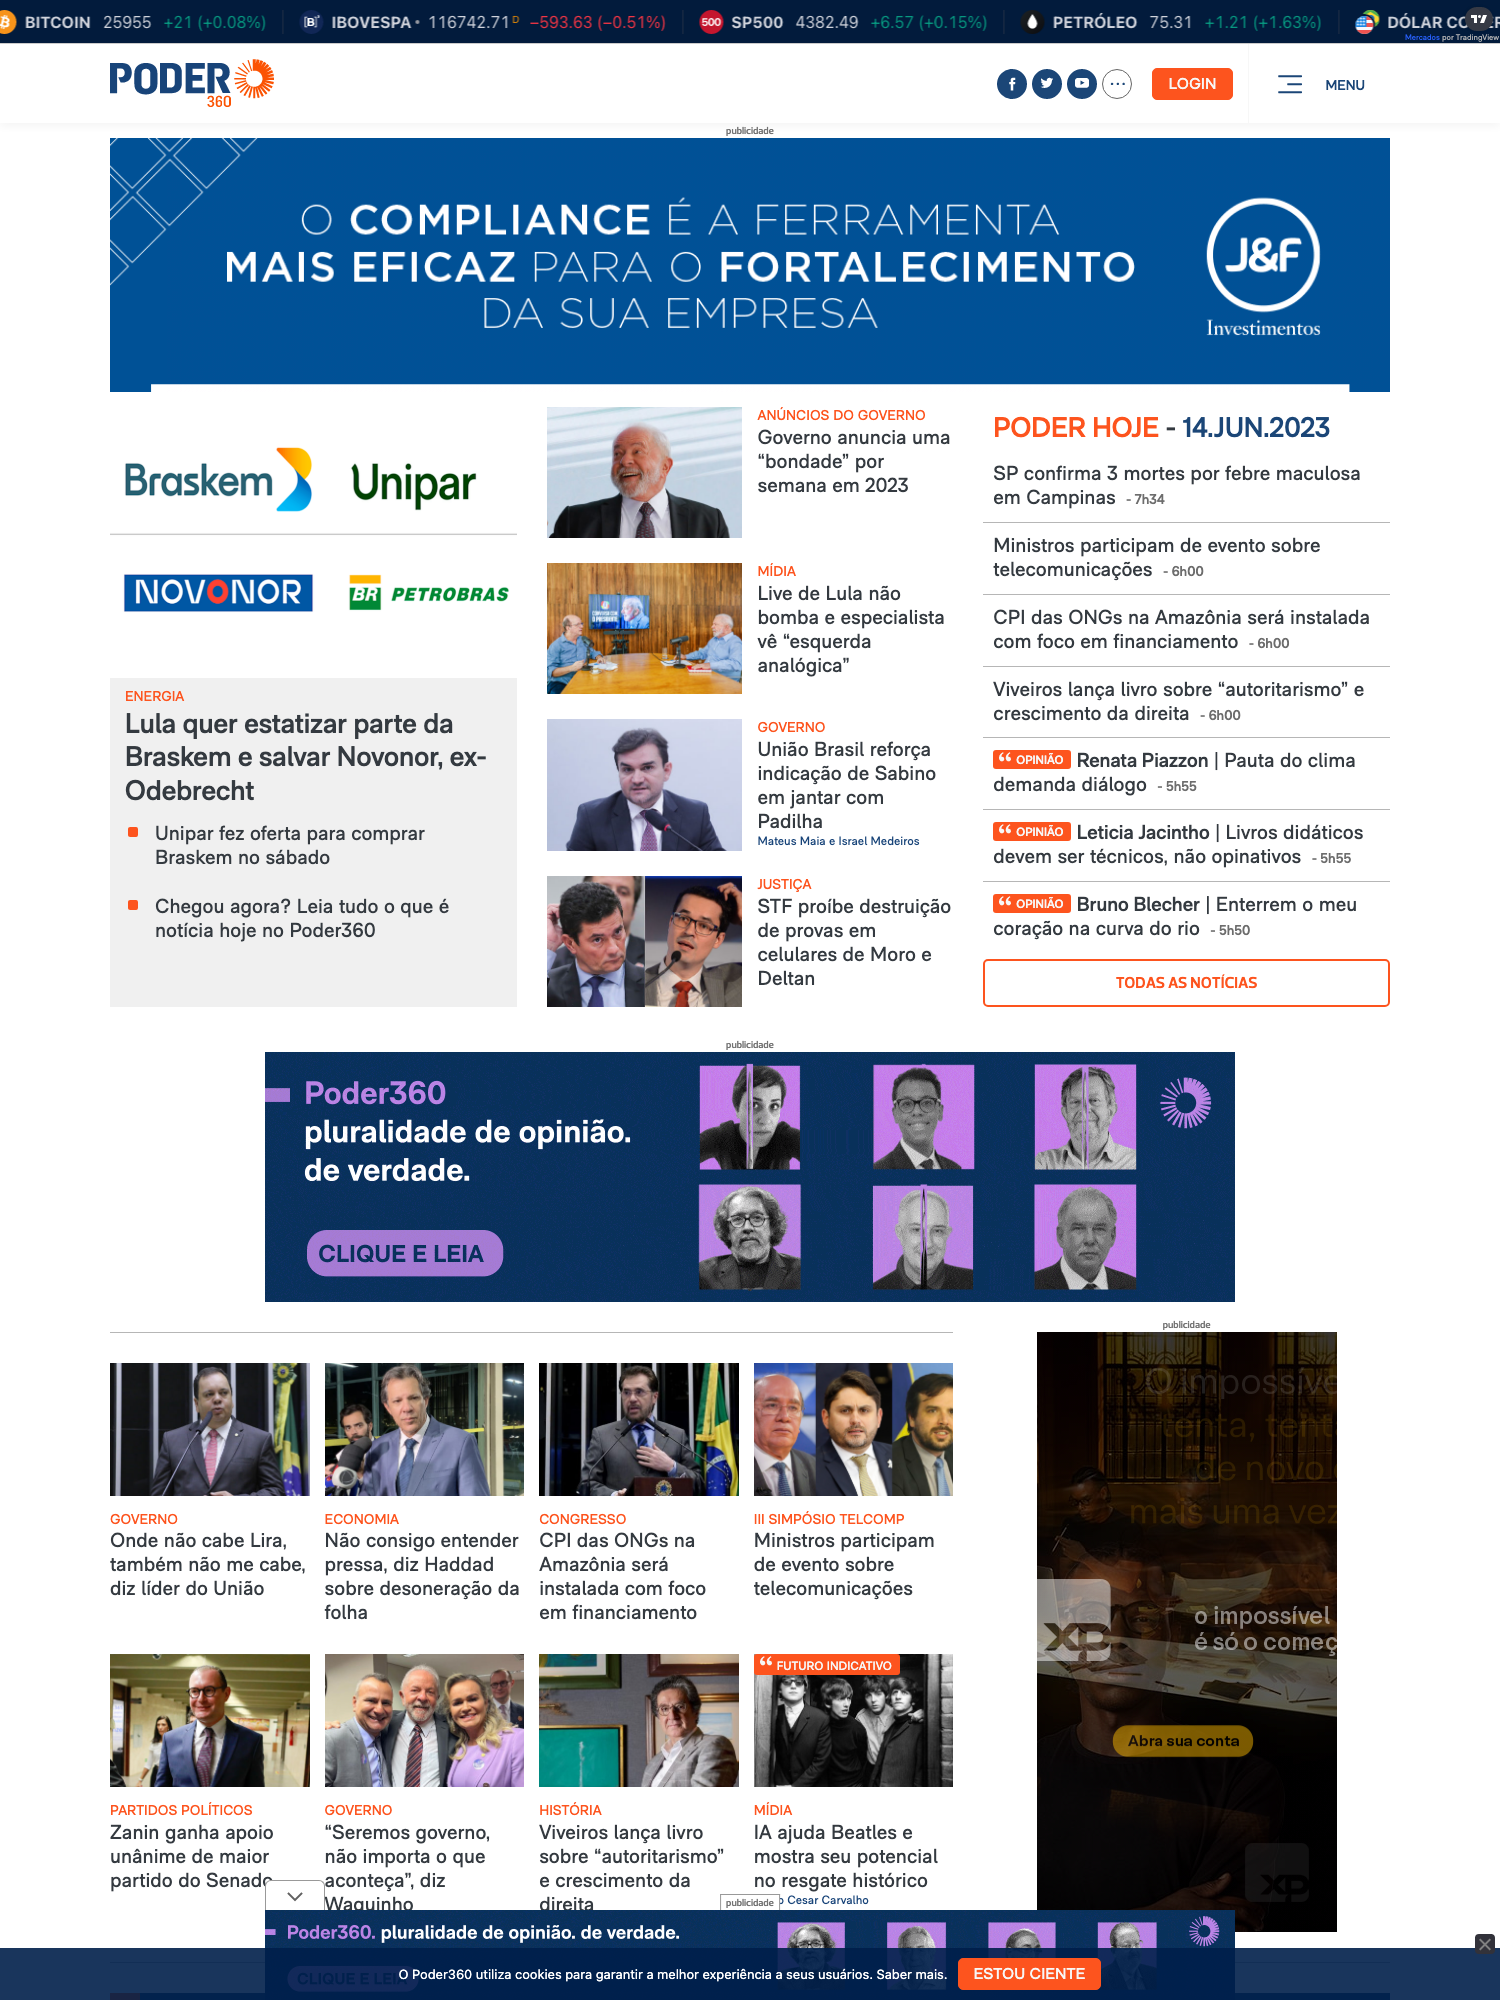 BITCOIN 25955 +21 (+0.08%)
IBOVESPA • 116742.71 D −593.63 (−0.51%)
500 SP500 4382.49 +6.57 (+0.15%)
PETRÓLEO 75.31 +1.21 (+1.63%)
Mercados por TradingView
PODER
360
LOGIN
MENU
publicidade
O COMPLIANCE É A FERRAMENTA
MAIS EFICAZ PARA O FORTALECIMENTO
DA SUA EMPRESA
J&F
Investimentos
Braskem
Unipar
NOVONOR
BR PETROBRAS
ENERGIA
Lula quer estatizar parte da
Braskem e salvar Novonor, ex-
Odebrecht
Unipar fez oferta para comprar
Braskem no sábado
Chegou agora? Leia tudo o que é
notícia hoje no Poder360
ANÚNCIOS DO GOVERNO
Governo anuncia uma
“bondade” por
semana em 2023
MÍDIA
Live de Lula não
bomba e especialista
vê “esquerda
analógica”
GOVERNO
União Brasil reforça
indicação de Sabino
em jantar com
Padilha
Mateus Maia e Israel Medeiros
JUSTIÇA
STF proíbe destruição
de provas em
celulares de Moro e
Deltan
PODER HOJE - 14.JUN.2023
SP confirma 3 mortes por febre maculosa
em Campinas - 7h34
Ministros participam de evento sobre
telecomunicações - 6h00
CPI das ONGs na Amazônia será instalada
com foco em financiamento - 6h00
Viveiros lança livro sobre “autoritarismo” e
crescimento da direita - 6h00
“ OPINIÃO Renata Piazzon | Pauta do clima
demanda diálogo - 5h55
“ OPINIÃO Leticia Jacintho | Livros didáticos
devem ser técnicos, não opinativos - 5h55
“ OPINIÃO Bruno Blecher | Enterrem o meu
coração na curva do rio - 5h50
TODAS AS NOTÍCIAS
publicidade
Poder360
pluralidade de opinião.
de verdade.
CLIQUE E LEIA
GOVERNO
Onde não cabe Lira,
também não me cabe,
diz líder do União
ECONOMIA
Não consigo entender
pressa, diz Haddad
sobre desoneração da
folha
CONGRESSO
CPI das ONGs na
Amazônia será
instalada com foco
em financiamento
III SIMPÓSIO TELCOMP
Ministros participam
de evento sobre
telecomunicações
PARTIDOS POLÍTICOS
Zanin ganha apoio
unânime de maior
partido do Senado
GOVERNO
“Seremos governo,
não importa o que
aconteça”, diz
Waguinho
HISTÓRIA
Viveiros lança livro
sobre “autoritarismo”
e crescimento da
direita
“ FUTURO INDICATIVO
MÍDIA
IA ajuda Beatles e
mostra seu potencial
no resgate histórico
Cesar Carvalho
publicidade
O impossíve
tenta, tent
de novo
mais uma vez
XP
o impossível
é só o começ
Abra sua conta
XP
publicidade
Poder360. pluralidade de opinião. de verdade.
CLIQUE E LEIA
O Poder360 utiliza cookies para garantir a melhor experiência a seus usuários. Saber mais.
ESTOU CIENTE